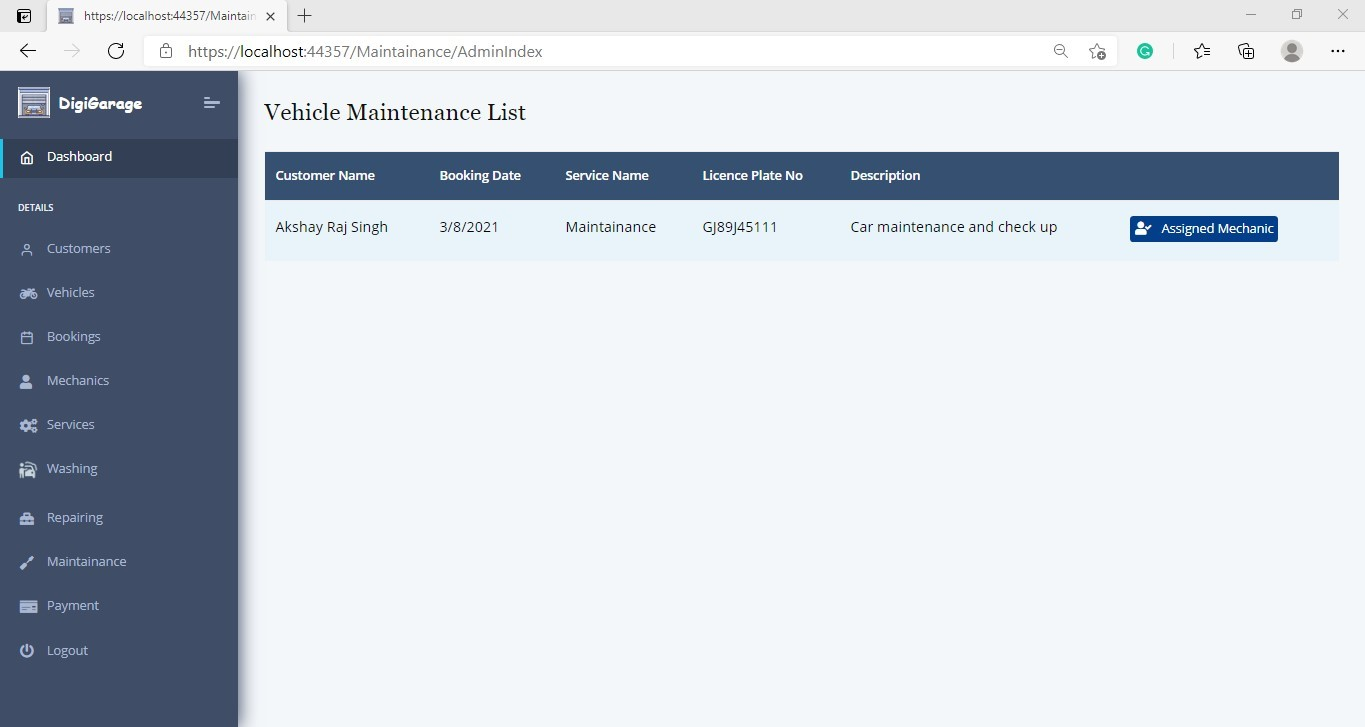 https://localhost:44357/Maintain
https://localhost:44357/Maintainance/AdminIndex
DigiGarage
Dashboard
DETAILS
Customers
Vehicles
Bookings
Mechanics
Services
Washing
Repairing
Maintainance
Payment
Logout
Vehicle Maintenance List
Customer Name Booking Date Service Name Licence Plate No Description
Akshay Raj Singh 3/8/2021 Maintainance GJ89J45111 Car maintenance and check up Assigned Mechanic